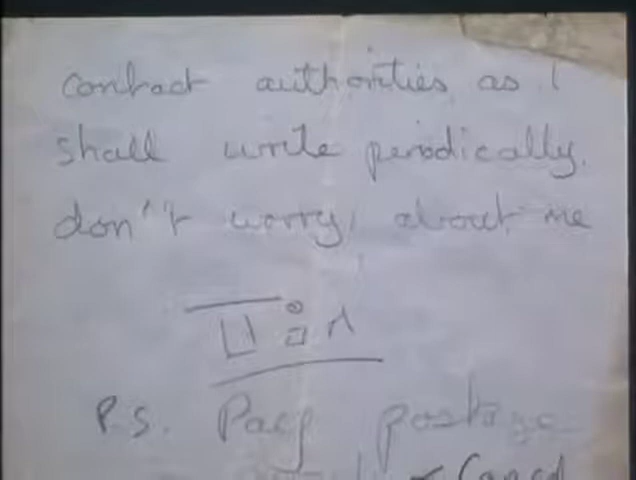 contact authorities, as I
shall write periodically.
don't worry, about me
P.S. Pay postage